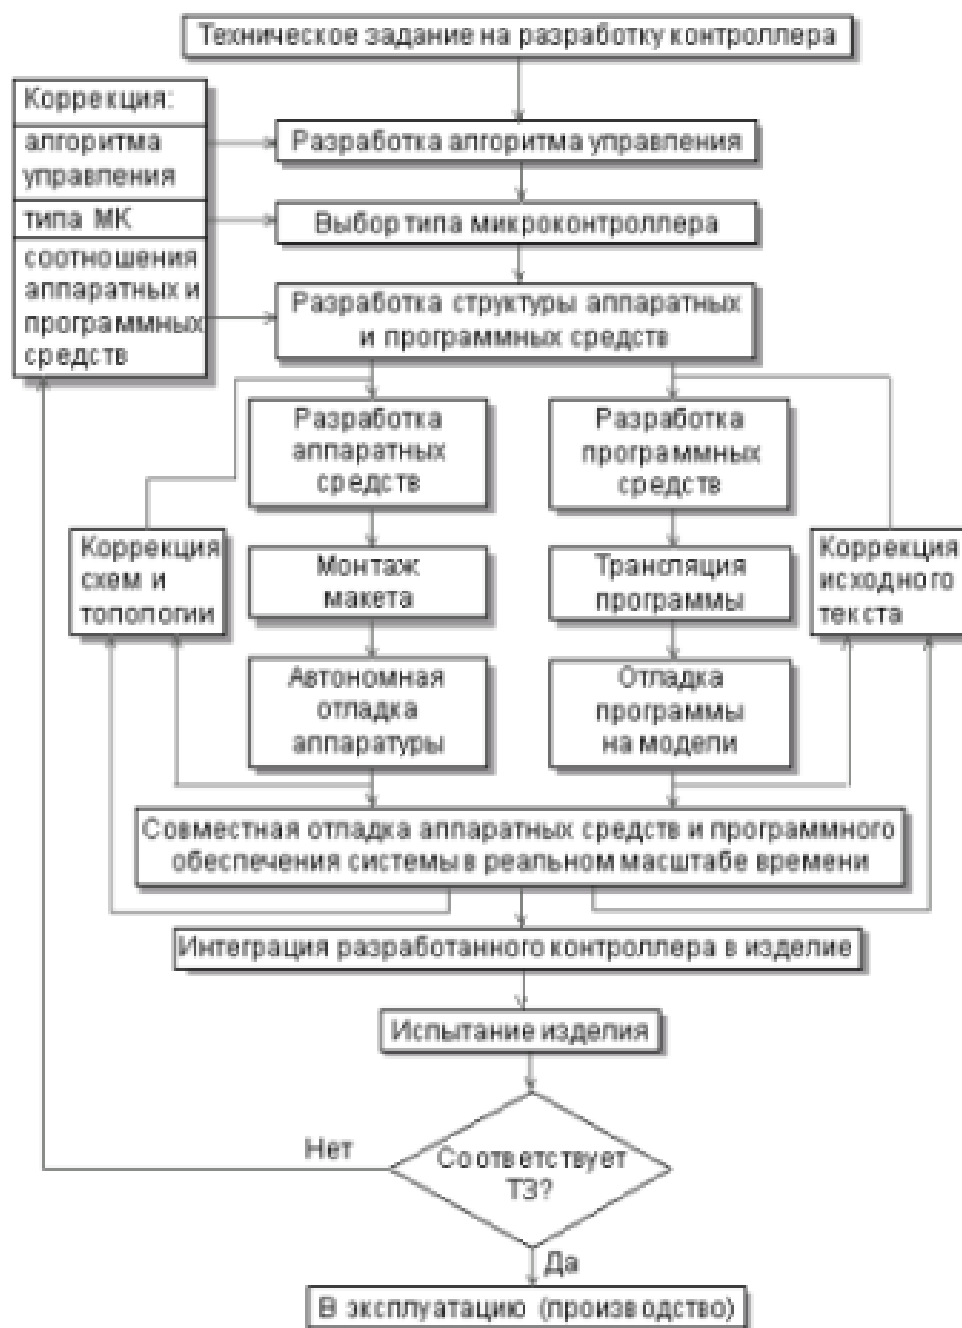 Техническое задание на разработку контроллера
Коррекция:
алгоритма
управления
типа МК
соотношения
аппаратных и
программных
средств
Разработка алгоритма управления
Выбор типа микроконтроллера
Разработка структуры аппаратных
и программных средств
Разработка
аппаратных
средств
Разработка
программных
средств
Коррекция
схем и
топологии
Монтаж
макета
Трансляция
программы
Коррекция
исходного
текста
Автономная
отладка
аппаратуры
Отладка
программы
на модели
Совместная отладка аппаратных средств и программного
обеспечения системы в реальном масштабе времени
Интеграция разработанного контроллера в изделие
Испытание изделия
Нет
Соответствует
ТЗ?
Да
В эксплуатацию (производство)